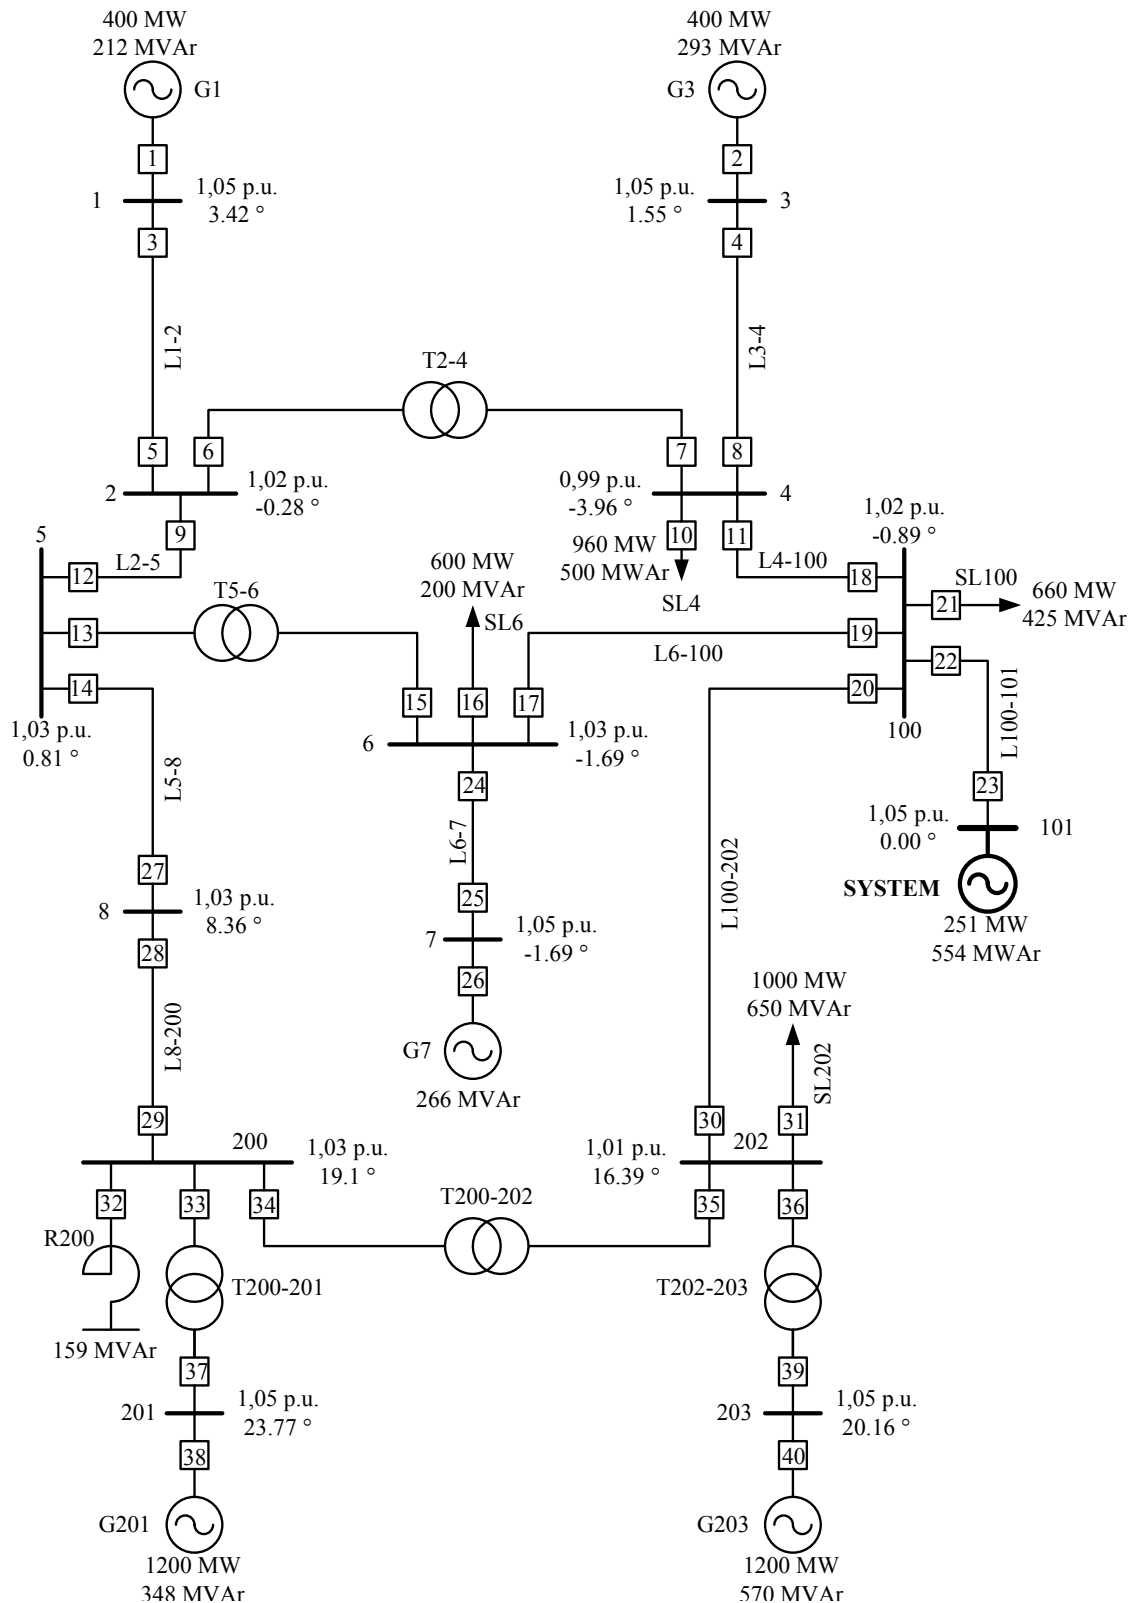 400 MW
212 MVAr
G1
400 MW
293 MVAr
G3
1
2
1
1,05 p.u.
3.42 °
1,05 p.u.
1.55 °
3
3
4
L1-2
L3-4
T2-4
5
6
7
8
2
1,02 p.u.
-0.28 °
0,99 p.u.
-3.96 °
4
9
10
11
960 MW
500 MWAr
SL4
1,02 p.u.
-0.89 °
5
12
L2-5
L4-100
18
SL100
21
660 MW
425 MVAr
600 MW
200 MVAr
SL6
T5-6
13
19
L6-100
22
14
20
15
16
17
1,03 p.u.
0.81 °
6
1,03 p.u.
-1.69 °
100
L100-101
L5-8
24
23
L6-7
1,05 p.u.
0.00 °
101
SYSTEM
251 MW
554 MWAr
L100-202
27
25
8
1,03 p.u.
8.36 °
7
1,05 p.u.
-1.69 °
28
26
1000 MW
650 MVAr
L8-200
G7
266 MVAr
SL202
29
30
31
200
1,03 p.u.
19.1 °
1,01 p.u.
16.39 °
202
32
33
34
T200-202
35
36
R200
T200-201
T202-203
159 MVAr
37
39
201
1,05 p.u.
23.77 °
203
1,05 p.u.
20.16 °
38
40
G201
G203
1200 MW
348 MVAr
1200 MW
570 MVAr